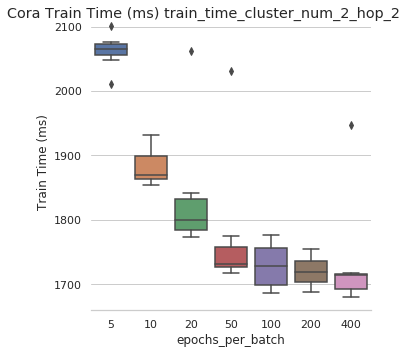 Cora Train Time (ms) train_time_cluster_num_2_hop_2
2100
2000
1900
1800
1700
Train Time (ms)
5 10 20 50 100 200 400
epochs_per_batch